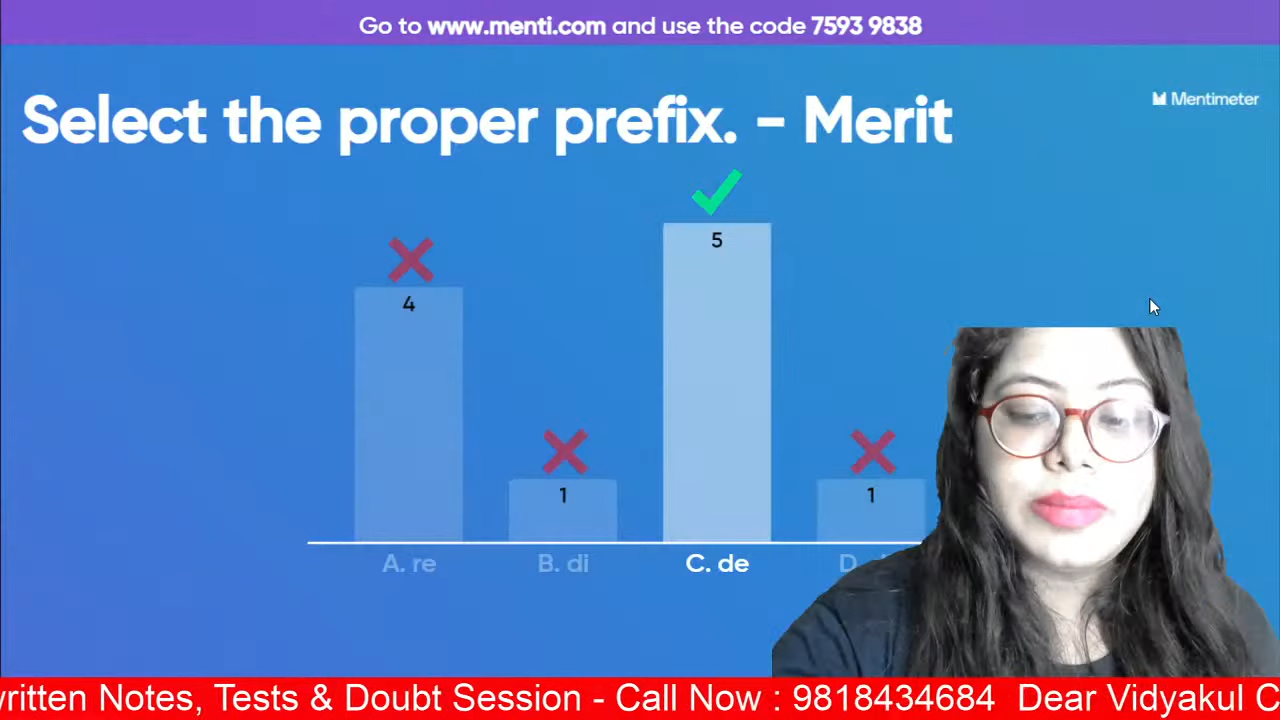 Go to www.menti.com and use the code 7593 9838
Mentimeter
Select the proper prefix. - Merit
4
1
5
1
A. re
B. di
C. de
D.
Notes, Tests & Doubt Session - Call Now : 9818434684 Dear Vidyakul